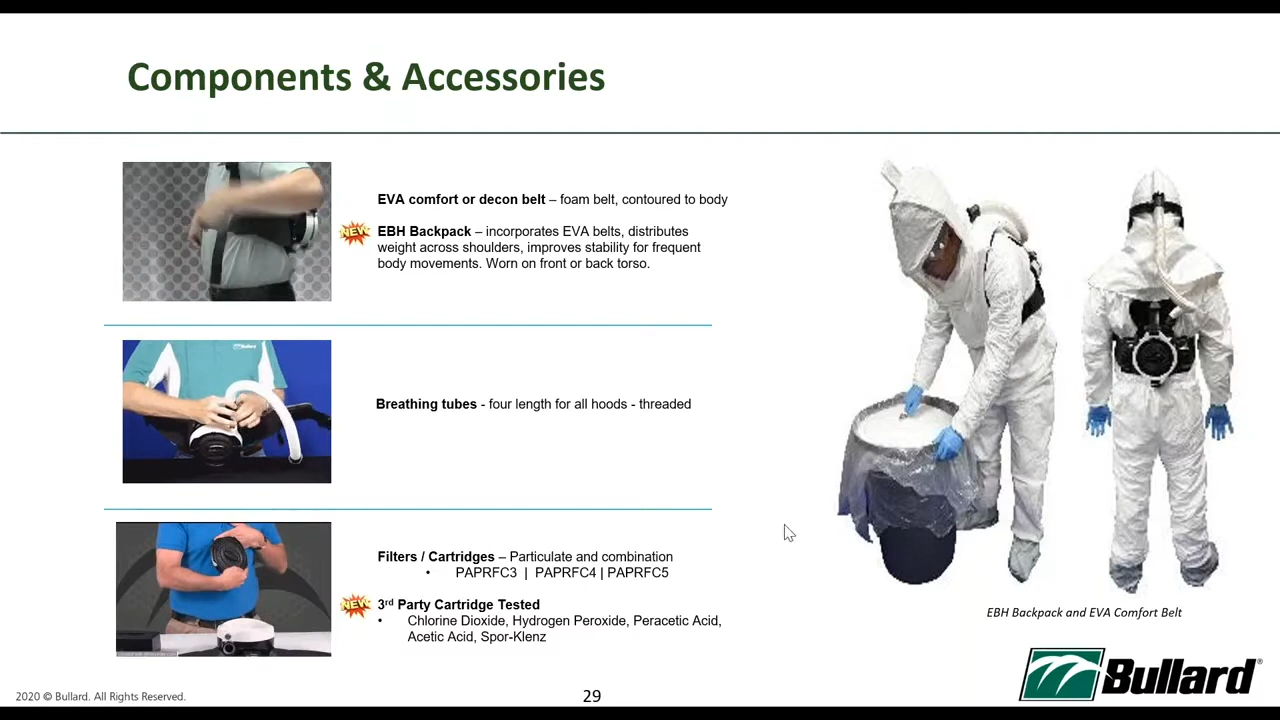 Components & Accessories
EVA comfort or decon belt – foam belt, contoured to body
NEW
EBH Backpack – incorporates EVA belts, distributes
weight across shoulders, improves stability for frequent
body movements. Worn on front or back torso.
Bullard
Breathing tubes - four length for all hoods - threaded
Filters / Cartridges – Particulate and combination
• PAPRFC3 | PAPRFC4 | PAPRFC5
NEW
3rd Party Cartridge Tested
• Chlorine Dioxide, Hydrogen Peroxide, Peracetic Acid,
Acetic Acid, Spor-Klenz
EBH Backpack and EVA Comfort Belt
Bullard®
2020 © Bullard. All Rights Reserved.
29